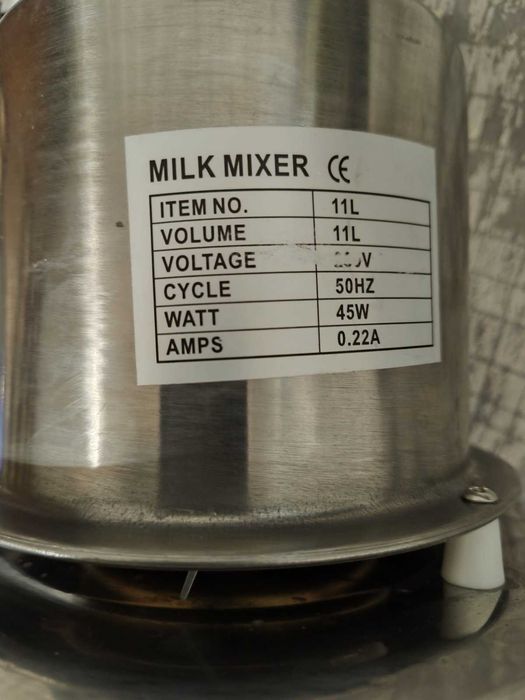 MILK MIXER CE
ITEM NO. 11L
VOLUME 11L
VOLTAGE
CYCLE 50HZ
WATT 45W
AMPS 0.22A